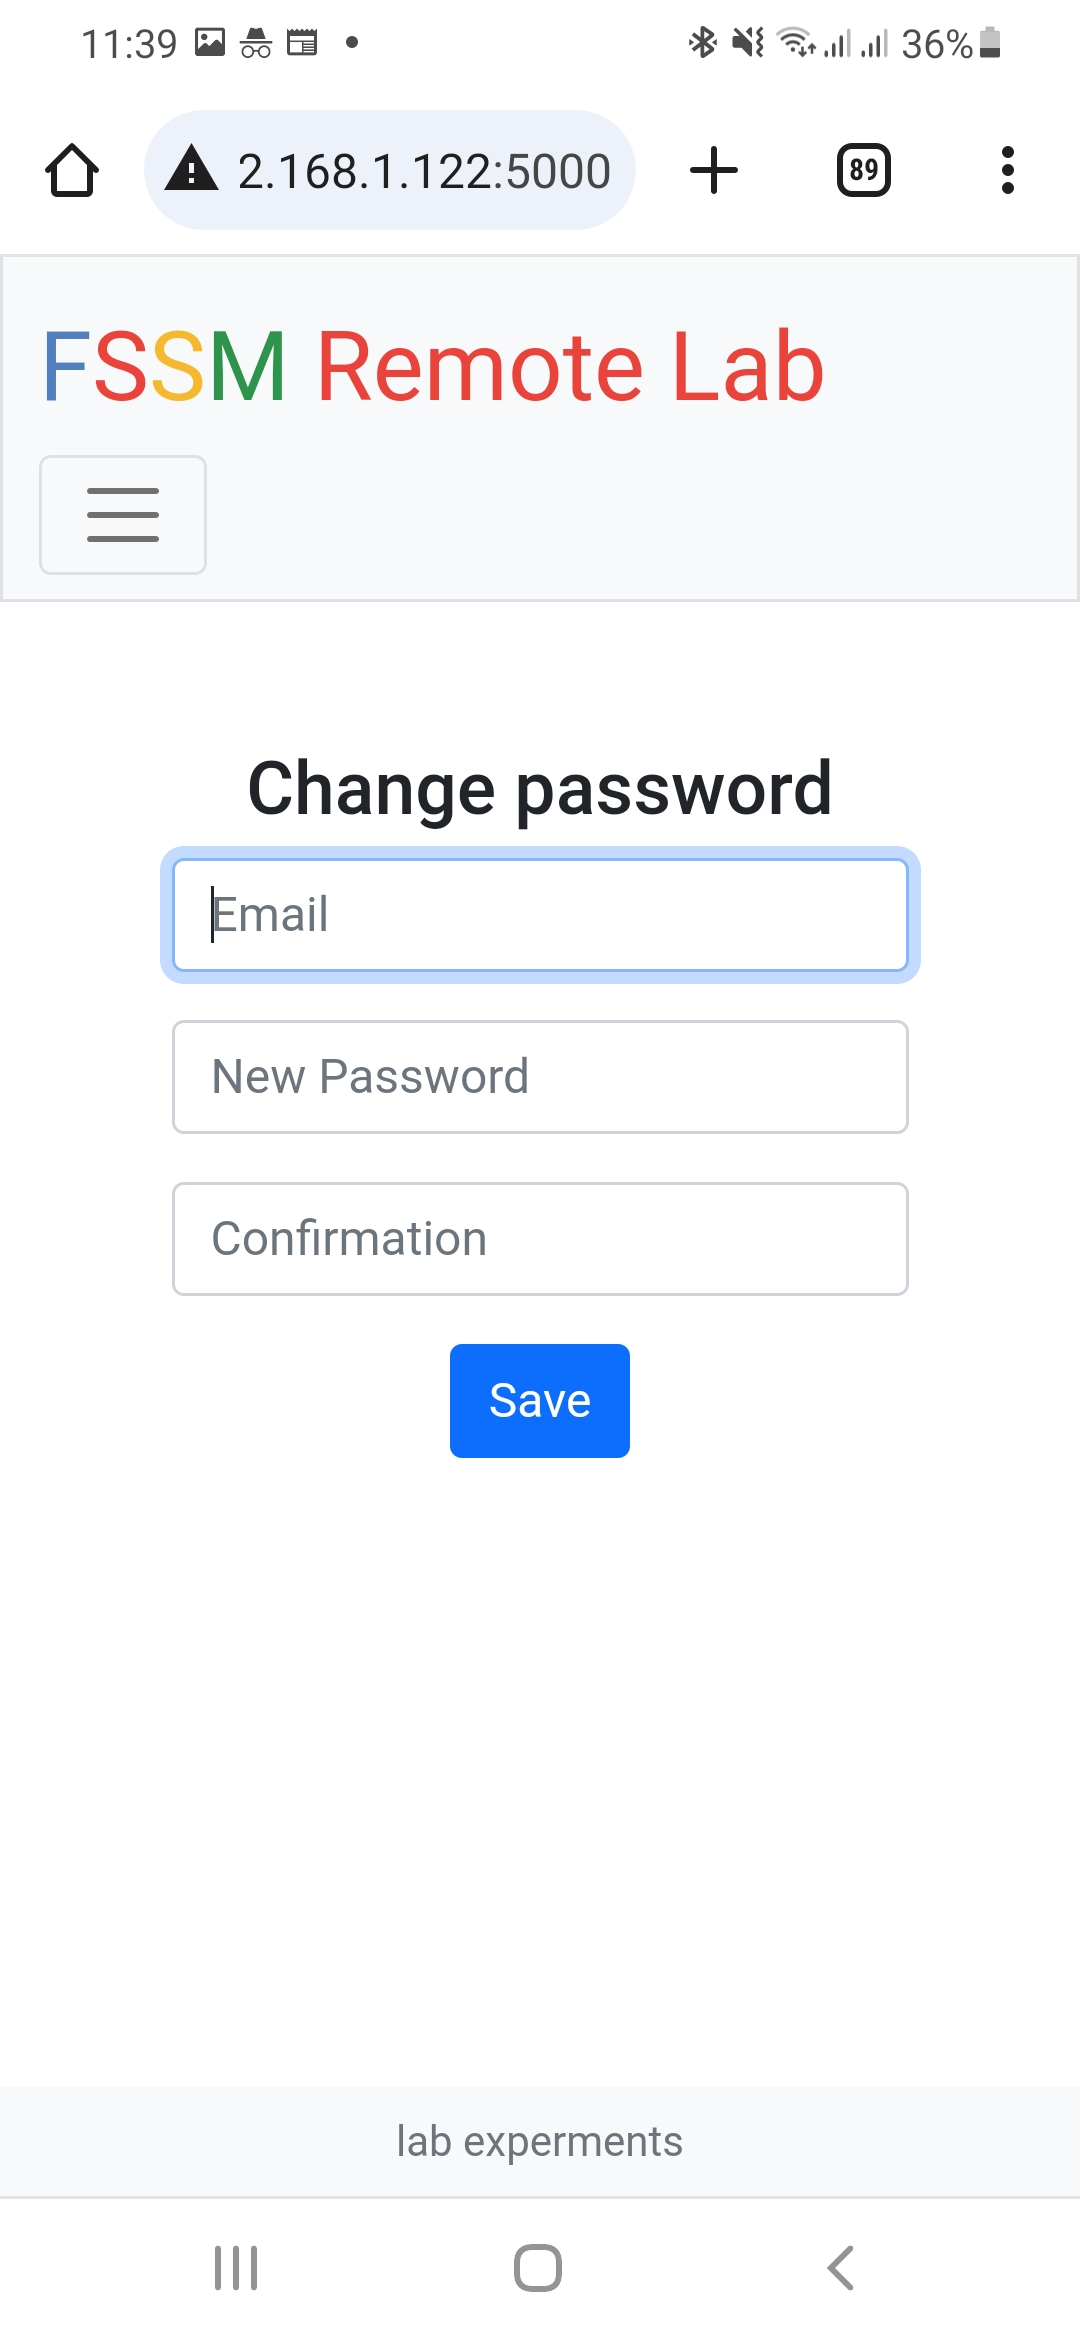 11:39 36%
2.168.1.122:5000 89
FSSM Remote Lab
Change password
Email
New Password
Confirmation
Save
lab experments